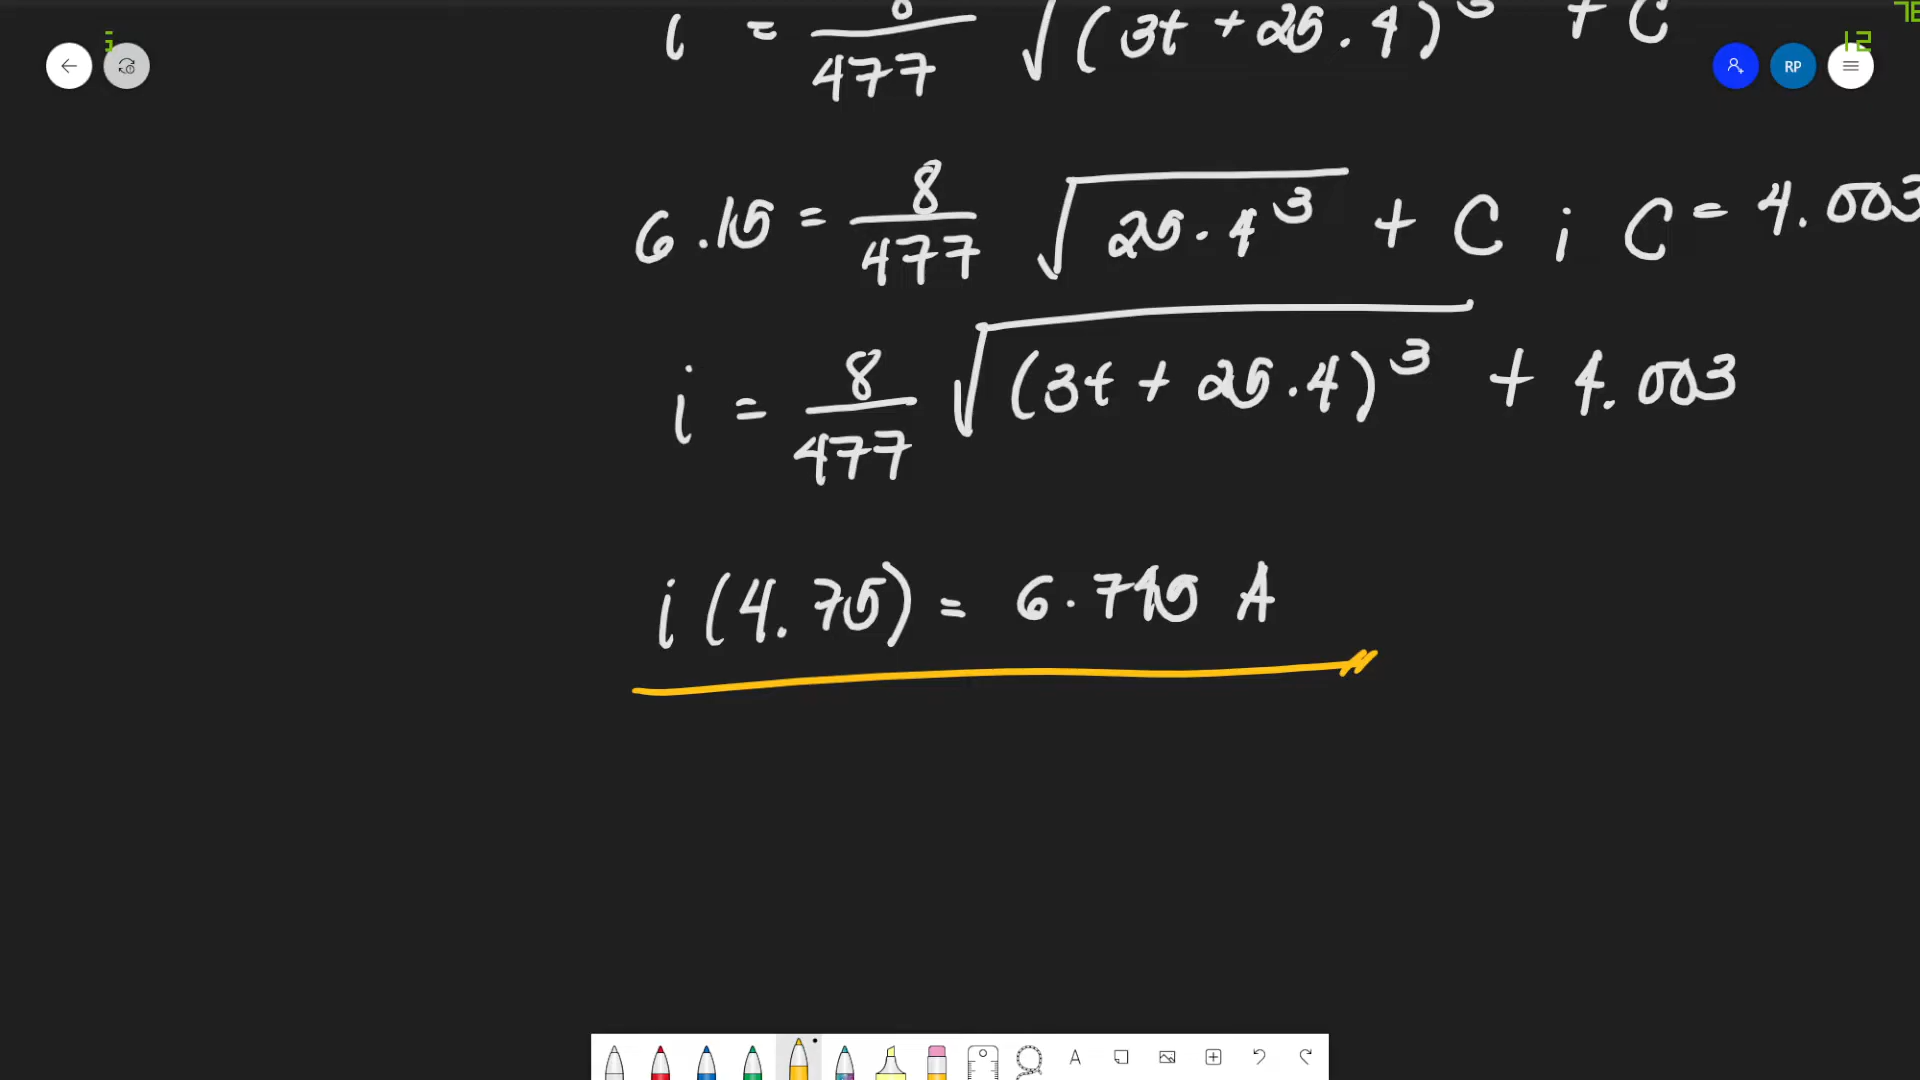 i = 8/477 √(3t + 25.4)³ + C
6.15 = 8/477 √25.4³ + C ; C = 4.003
i = 8/477 √(3t + 25.4)³ + 4.003
i (4.75) = 6.745 A
RP
A